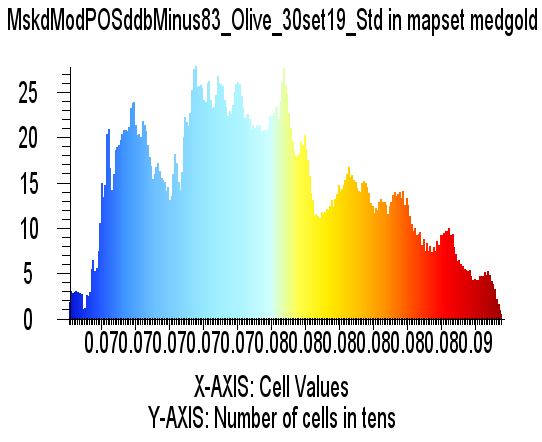 MskdModPOSddbMinus83_Olive_30set19_Std in mapset medgold
25
20
15
10
5
0
0.070.070.070.070.070.080.080.080.080.080.080.09
X-AXIS: Cell Values
Y-AXIS: Number of cells in tens